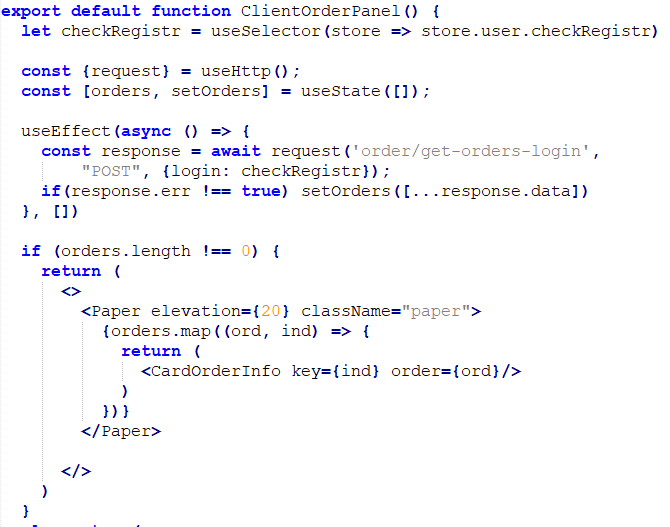 export default function ClientOrderPanel() {
let checkRegistr = useSelector(store => store.user.checkRegistr)
const {request} = useHttp();
const [orders, setOrders] = useState([]);
useEffect(async () => {
const response = await request('order/get-orders-login',
"POST", {login: checkRegistr});
if(response.err !== true) setOrders([...response.data])
}, [])
if (orders.length !== 0) {
return (
<>
<Paper elevation={20} className="paper">
{orders.map((ord, ind) => {
return (
<CardOrderInfo key={ind} order={ord}/>
)
})}
</Paper>
</>
)
}